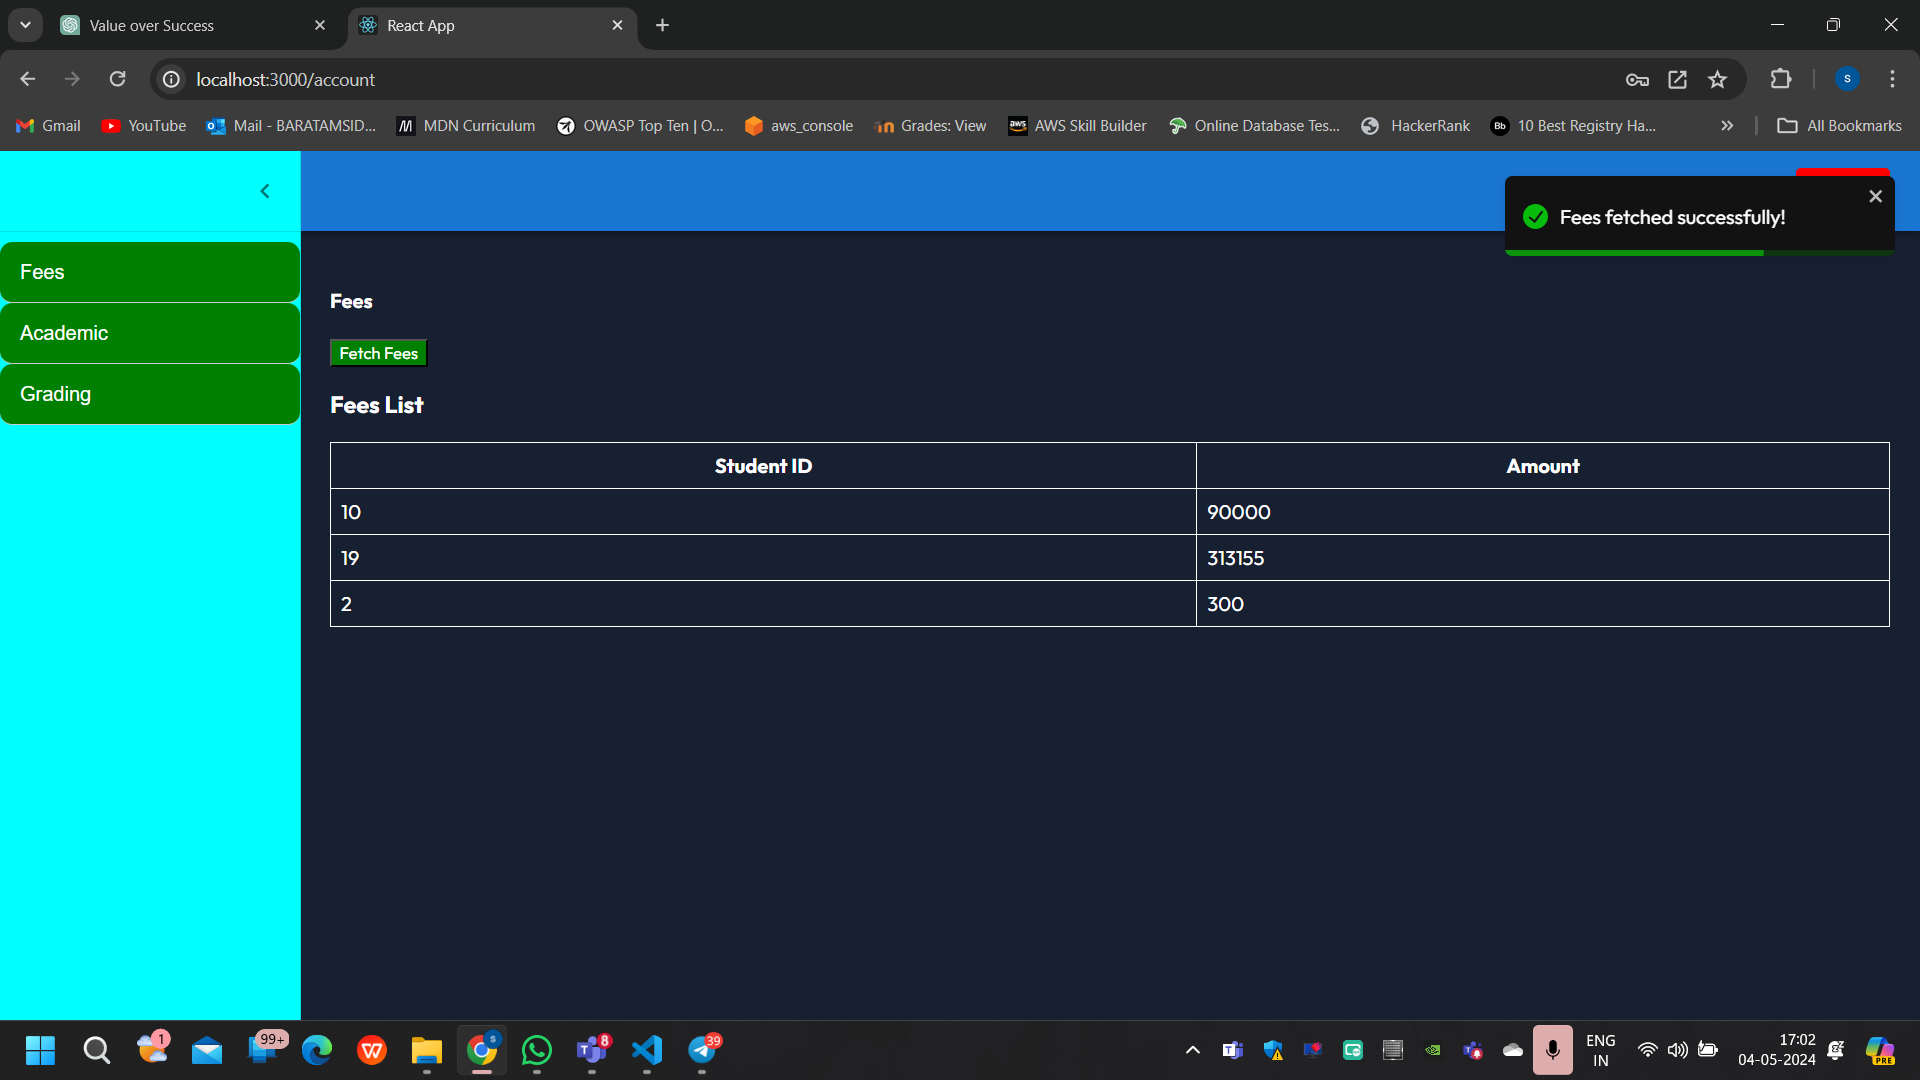 Value over Success
React App
localhost:3000/account
S
Gmail
YouTube
Mail - BARATAMSID...
MDN Curriculum
OWASP Top Ten | O...
aws_console
Grades: View
AWS Skill Builder
Online Database Tes...
HackerRank
Bb
10 Best Registry Ha...
All Bookmarks
Fees fetched successfully!
Fees
Academic
Grading
Fees
Fetch Fees
Fees List
Student ID Amount
10 90000
19 313155
2 300
1
99+
8
39
ENG
IN
17:02
04-05-2024
PRE